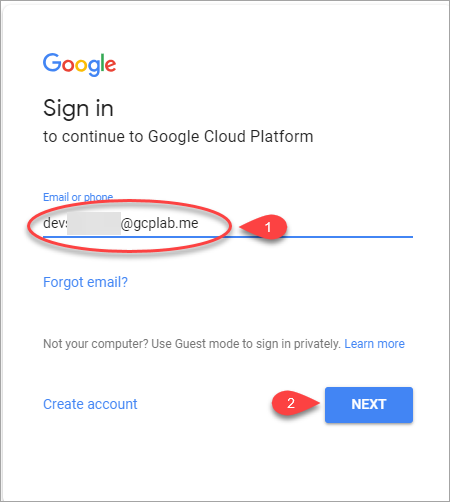 Google
Sign in
to continue to Google Cloud Platform
Email or phone
devs @gcplab.me
1
Forgot email?
Not your computer? Use Guest mode to sign in privately. Learn more
Create account
2
NEXT